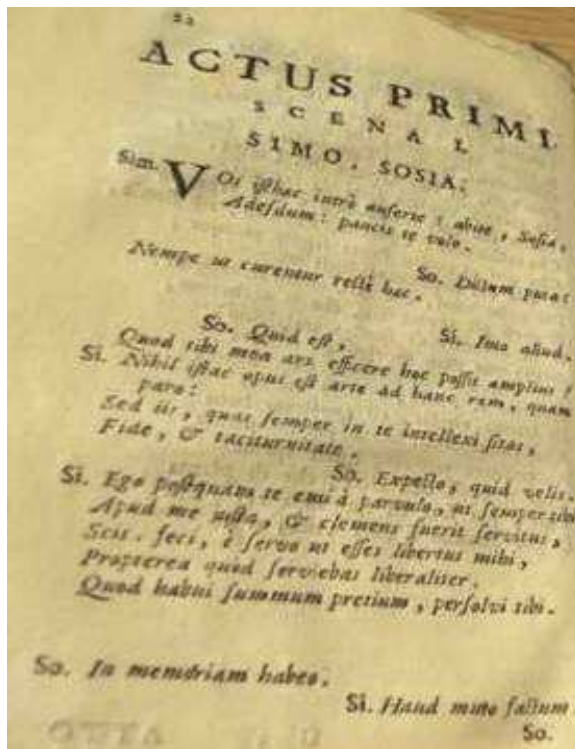 52
ACTUS PRIMI
SCENA I.
SIMO, SOSIA.
Sim. VOs isthac intrò auferte : abite, Sosia,
Adesdum : paucis te volo.
So. Dictum puta:
Nempe ut curentur rectè hæc.
Si. Imo aliud.
So. Quid est,
Quod tibi mea ars efficere hoc possit amplius?
Si. Nihil istac opus est arte ad hanc rem, quam
paro:
Sed iis, quas semper in te intellexi sitas,
Fide, & taciturnitate.
So. Expecto, quid velis.
Si. Ego postquam te emi à parvulo, ut semper tibi
Apud me justa, & clemens fuerit servitus,
Scis. feci, è servo ut esses libertus mihi,
Propterea quod serviebas liberaliter.
Quod habui summum pretium, persolvi tibi.
So. In memoriam habeo.
Si. Haud muto factum
So.